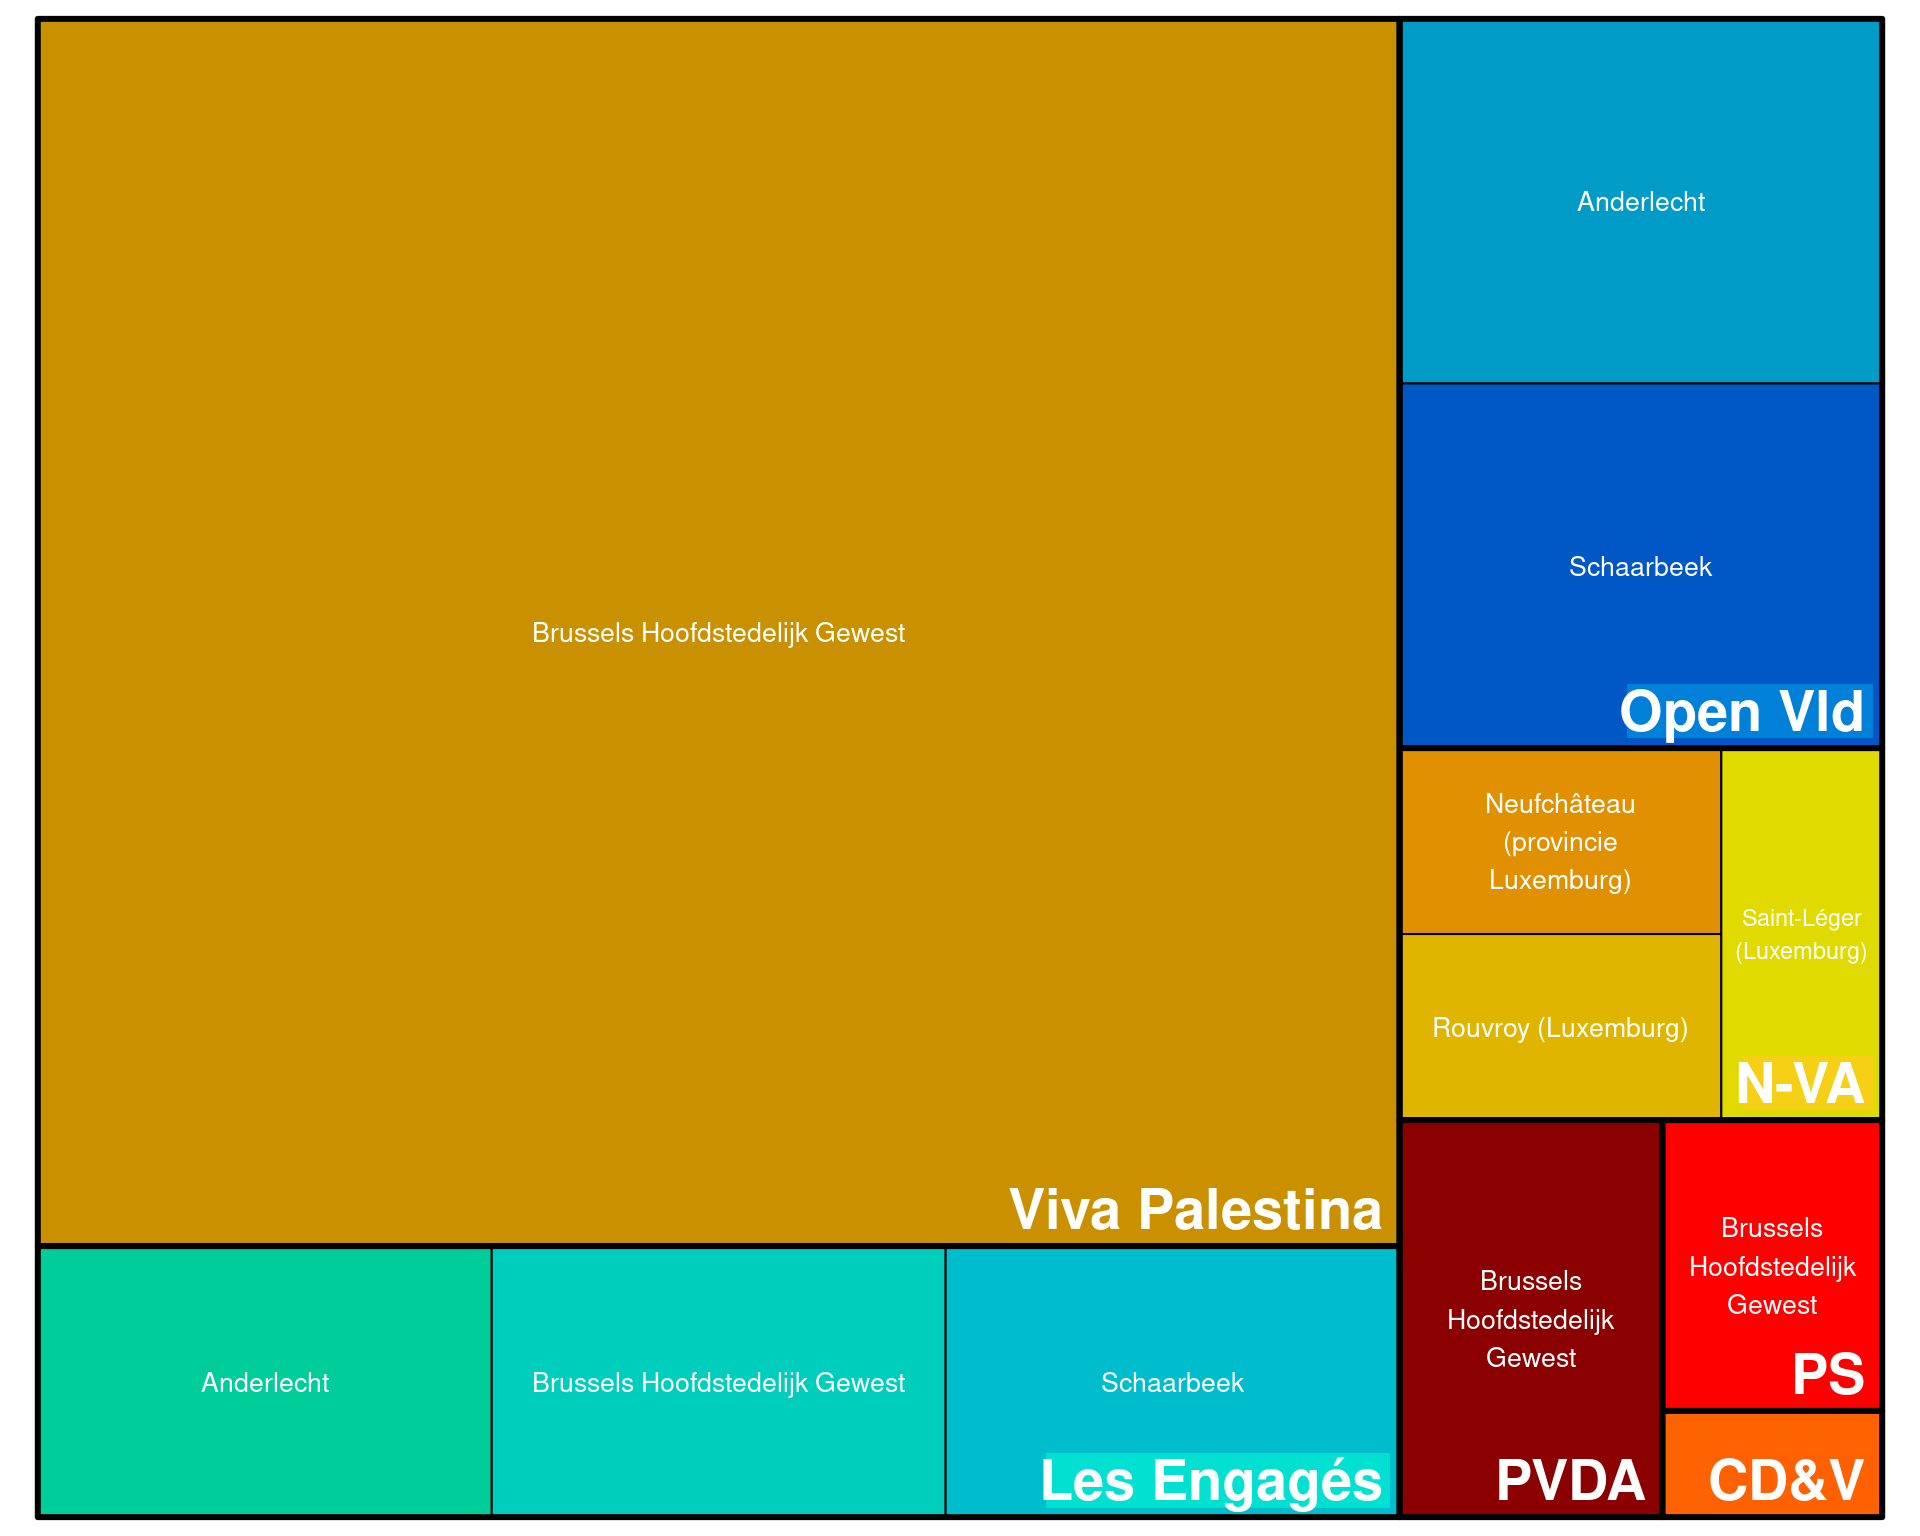 Brussels Hoofdstedelijk Gewest
Viva Palestina
Anderlecht
Brussels Hoofdstedelijk Gewest
Schaarbeek
Les Engagés
Anderlecht
Schaarbeek
Open Vld
Neufchâteau
(provincie
Luxemburg)
Rouvroy (Luxemburg)
Saint-Léger
(Luxemburg)
N-VA
Brussels
Hoofdstedelijk
Gewest
PVDA
Brussels
Hoofdstedelijk
Gewest
PS
CD&V